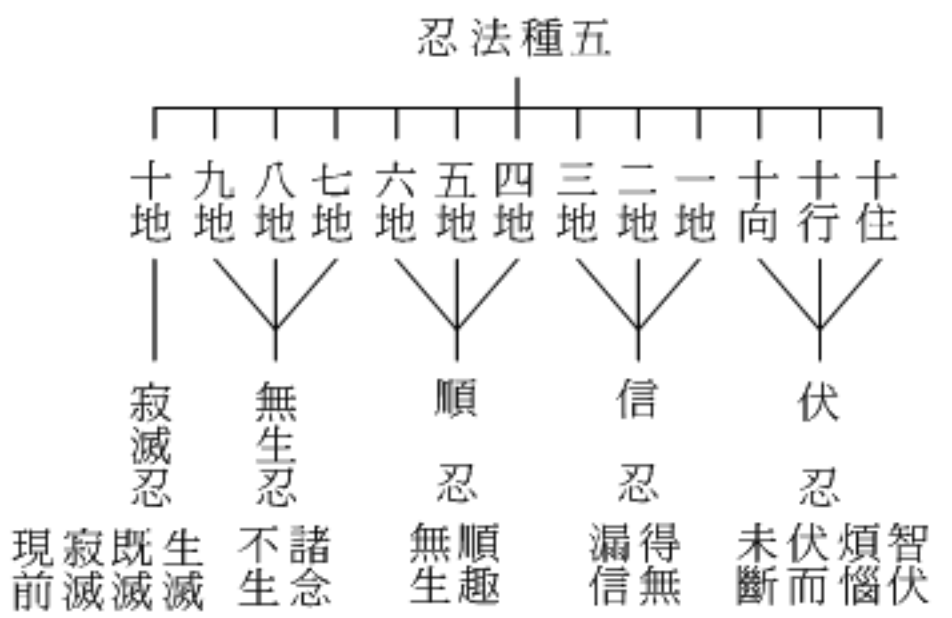 五種法忍
十住
十行
十向
一地
二地
三地
四地
五地
六地
七地
八地
九地
十地
伏忍
信忍
順忍
無生忍
寂滅忍
智伏
煩惱
伏而
未斷
得無
漏信
順趣
無生
諸念
不生
生滅
既滅
寂滅
現前